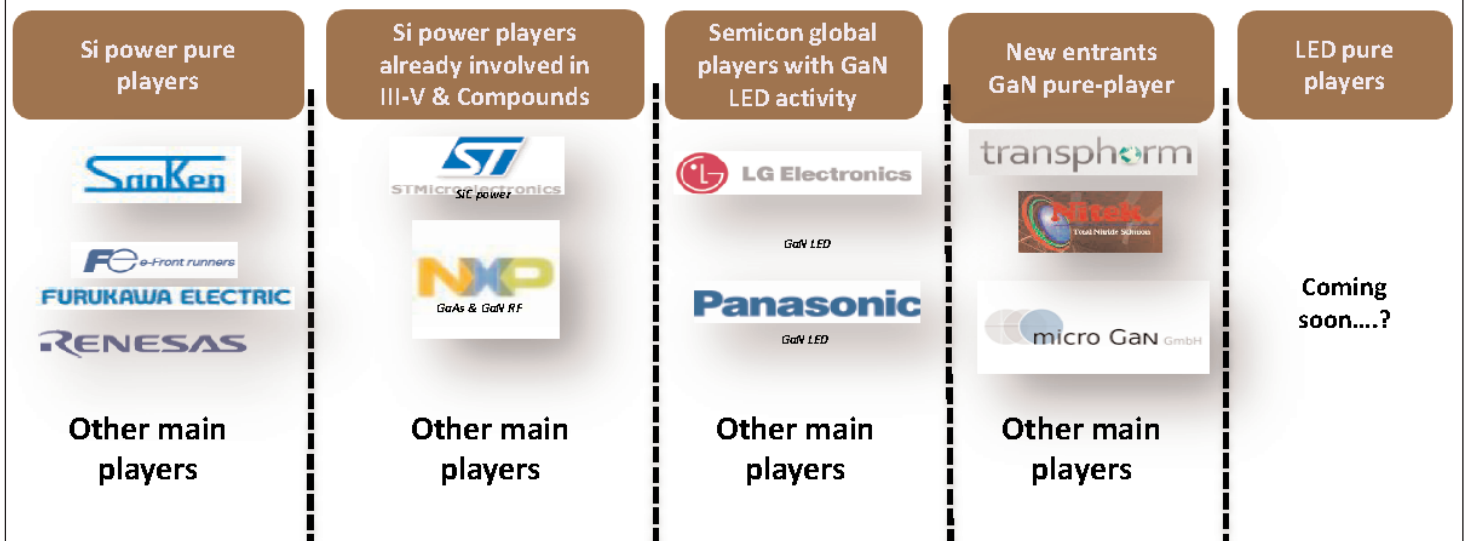 Si power pure
players
SanKen
Fe e-Front runners
FURUKAWA ELECTRIC
RENESAS
Other main
players
Si power players
already involved in
III-V & Compounds
ST
STMicroelectronics
SiC power
NXP
GaAs & GaN RF
Other main
players
Semicon global
players with GaN
LED activity
LG Electronics
GaN LED
Panasonic
GaN LED
Other main
players
New entrants
GaN pure-player
transphorm
Nitek
Total Nitride Solutions
micro GaN GmbH
Other main
players
LED pure
players
Coming
soon....?